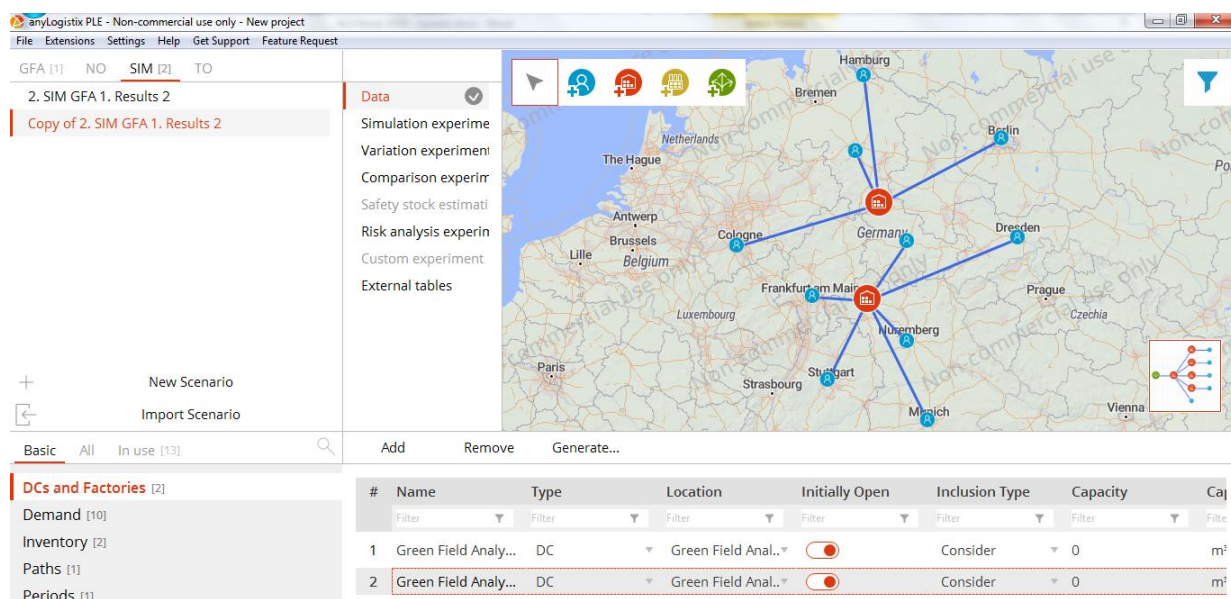 anyLogistix PLE - Non-commercial use only - New project
File Extensions Settings Help Get Support Feature Request
GFA [1] NO SIM [2] TO
2. SIM GFA 1. Results 2
Copy of 2. SIM GFA 1. Results 2
New Scenario
Import Scenario
Data
Simulation experime
Variation experiment
Comparison experim
Safety stock estimati
Risk analysis experin
Custom experiment
External tables
Hamburg
Bremen
Berlin
Netherlands
The Hague
Po
Antwerp
Cologne
Germany
Dresden
Brussels
Lille
Belgium
Frankfurt am Main
Prague
Luxembourg
Czechia
Nuremberg
Paris
Stuttgart
Strasbourg
Vienna
Munich
Non-commercial use only
Basic All In use [13]
Add Remove Generate...
DCs and Factories [2]
Demand [10]
Inventory [2]
Paths [1]
Periods [1]
# Name Type Location Initially Open Inclusion Type Capacity Cap
Filter Filter Filter Filter Filter Filter Filte
1 Green Field Analy... DC Green Field Anal.. Consider 0 m³
2 Green Field Analy... DC Green Field Anal.. Consider 0 m³